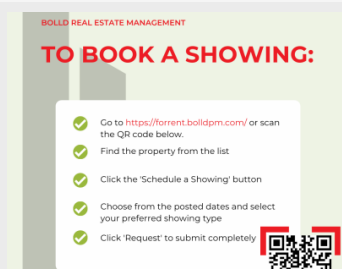 BOLLD REAL ESTATE MANAGEMENT
TO BOOK A SHOWING:
Go to https://forrent.bolldpm.com/ or scan
the QR code below.
Find the property from the list
Click the 'Schedule a Showing' button
Choose from the posted dates and select
your preferred showing type
Click 'Request' to submit completely